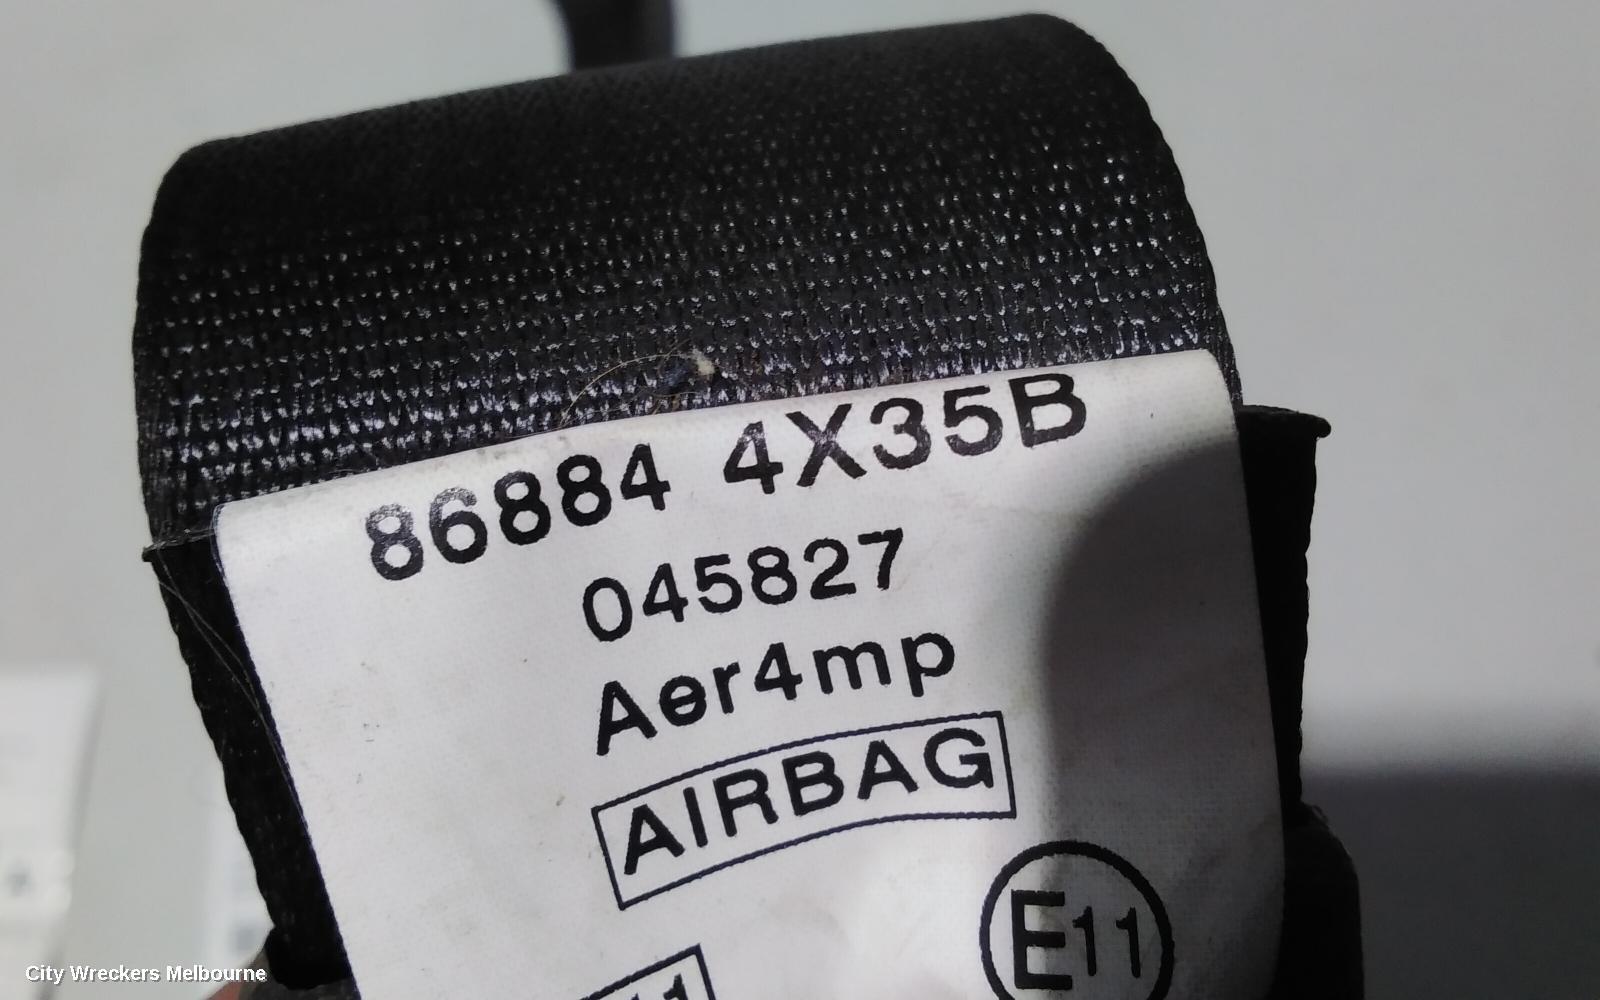 86884 4X35B
045827
Aer4mp
AIRBAG
E11
City Wreckers Melbourne